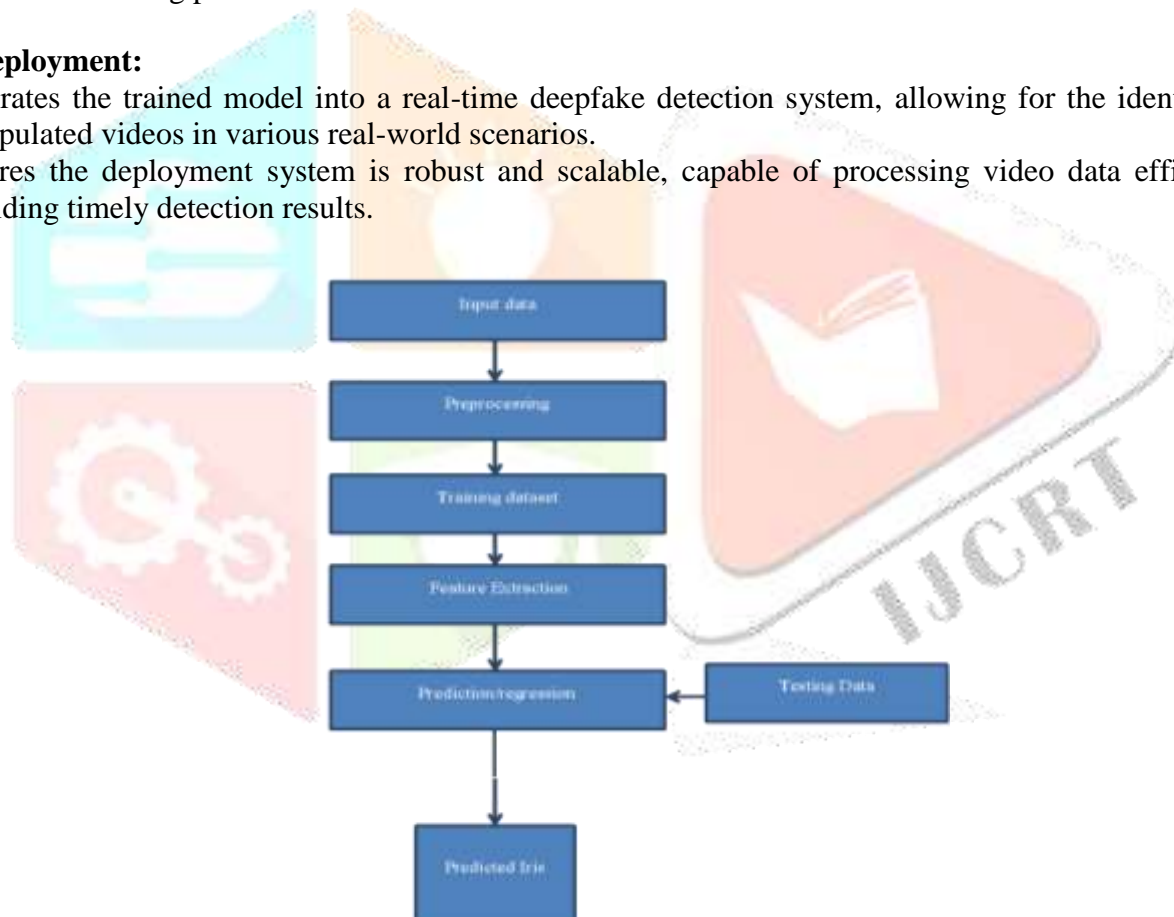 eployment:
rates the trained model into a real-time deepfake detection system, allowing for the ident
pulated videos in various real-world scenarios.
res the deployment system is robust and scalable, capable of processing video data effi
ding timely detection results.
Input data
Preprocessing
Training dataset
Feature Extraction
Prediction/regression
Testing Data
Predicted Iris
IJCRT